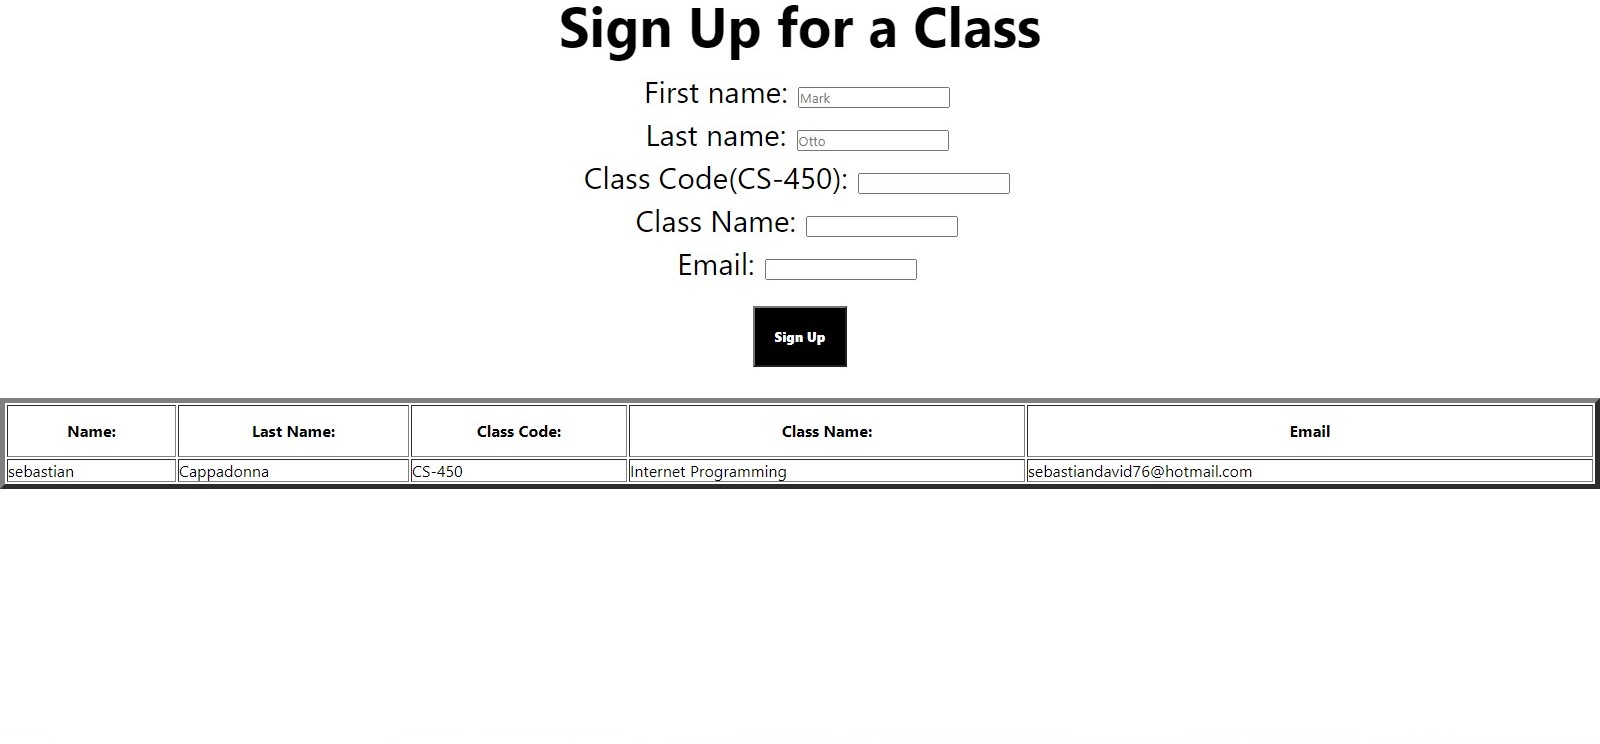 Sign Up for a Class
First name: Mark
Last name: Otto
Class Code(CS-450):
Class Name:
Email:
Sign Up
Name: Last Name: Class Code: Class Name: Email
sebastian Cappadonna CS-450 Internet Programming sebastiandavid76@hotmail.com